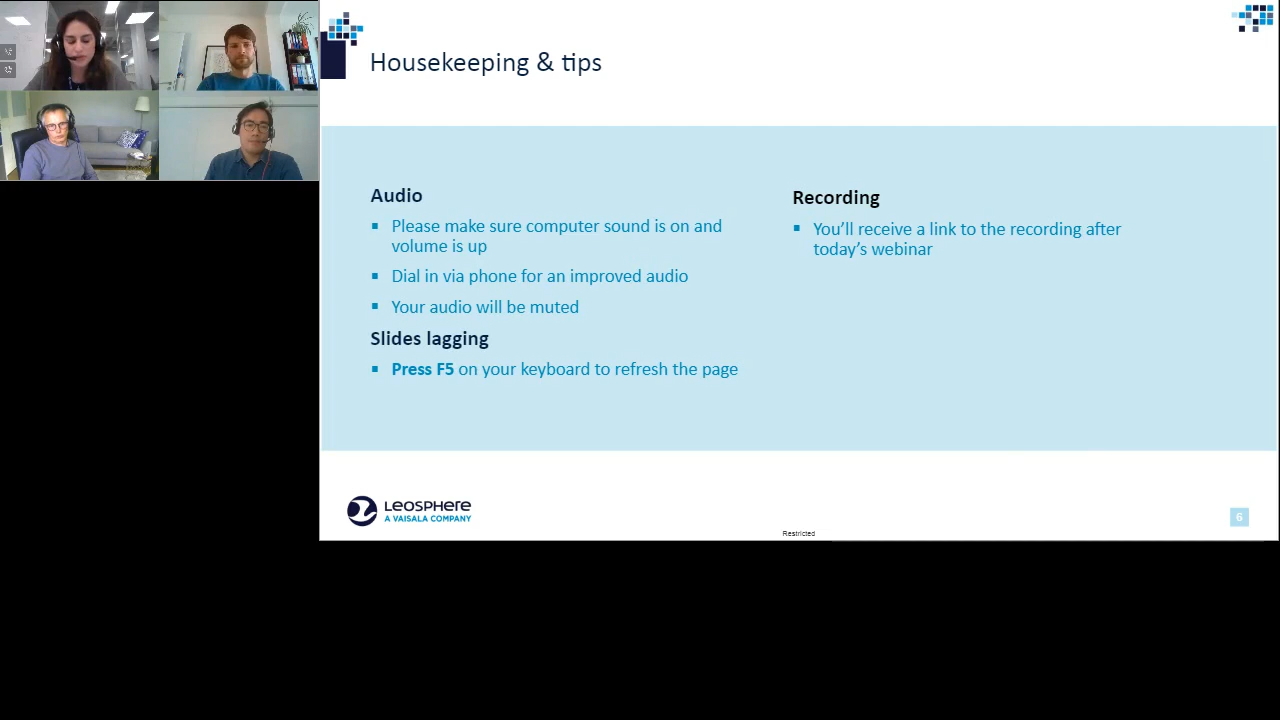 Housekeeping & tips
Audio
Please make sure computer sound is on and
volume is up
Dial in via phone for an improved audio
Your audio will be muted
Slides lagging
Press F5 on your keyboard to refresh the page
Recording
You'll receive a link to the recording after
today's webinar
LEOSPHERE
A VAISALA COMPANY
Restricted
6